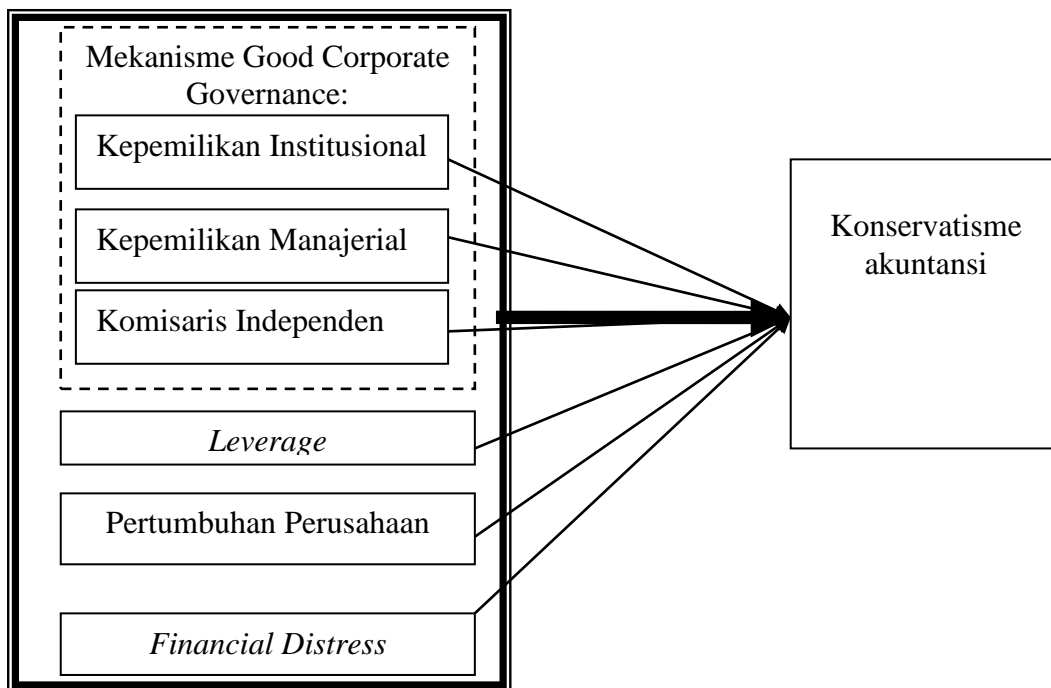 Mekanisme Good Corporate
Governance:
Kepemilikan Institusional
Kepemilikan Manajerial
Komisaris Independen
Leverage
Pertumbuhan Perusahaan
Financial Distress
Konservatisme
akuntansi